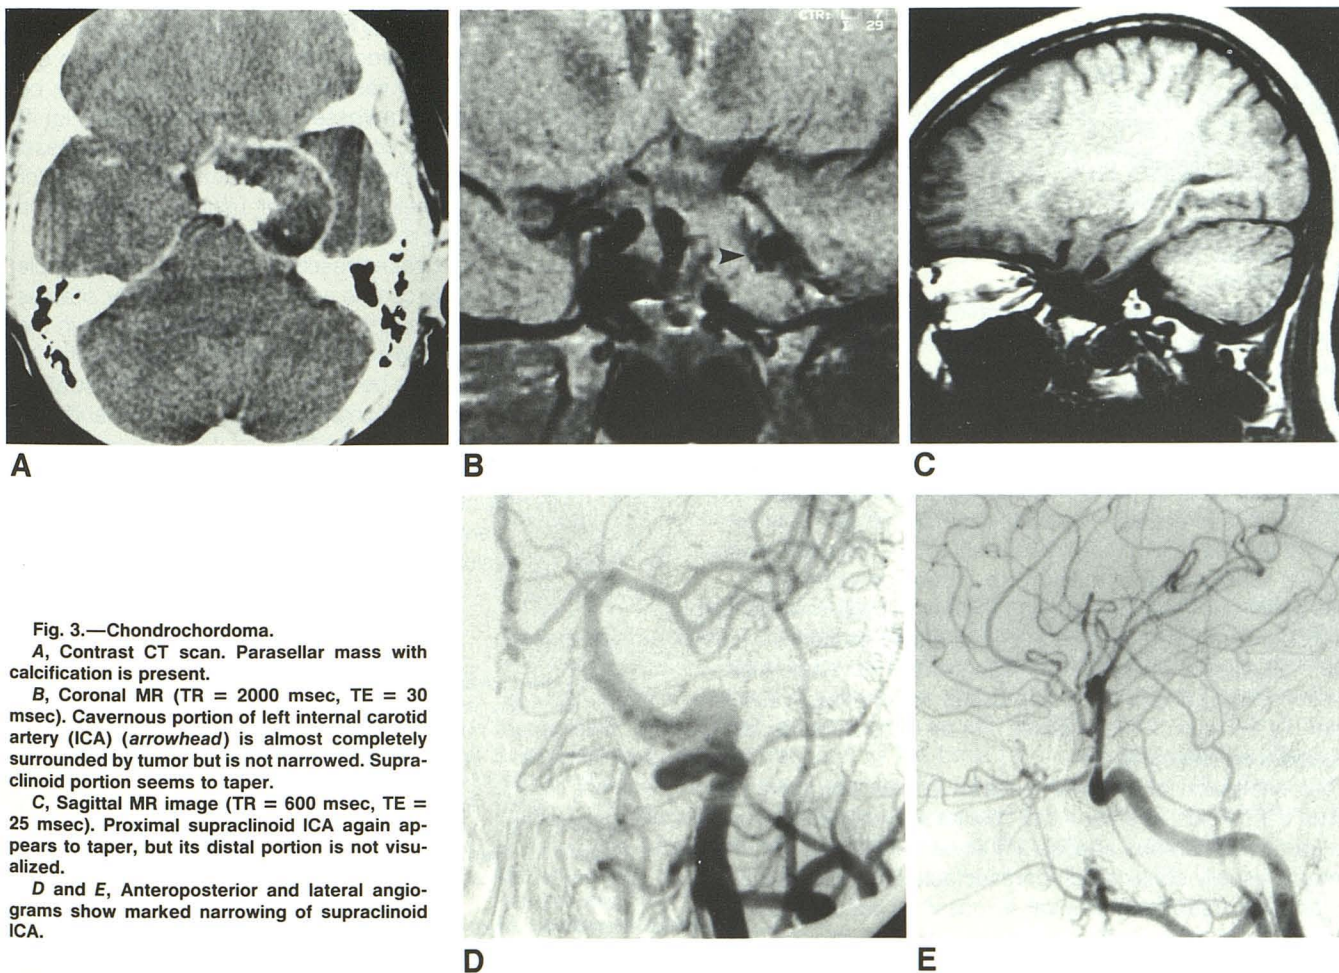 CTR: L 7
I 29
A
B
C
Fig. 3.—Chondrochordoma.
A, Contrast CT scan. Parasellar mass with
calcification is present.
B, Coronal MR (TR = 2000 msec, TE = 30
msec). Cavernous portion of left internal carotid
artery (ICA) (arrowhead) is almost completely
surrounded by tumor but is not narrowed. Supra-
clinoid portion seems to taper.
C, Sagittal MR image (TR = 600 msec, TE =
25 msec). Proximal supraclinoid ICA again ap-
pears to taper, but its distal portion is not visu-
alized.
D and E, Anteroposterior and lateral angio-
grams show marked narrowing of supraclinoid
ICA.
D
E